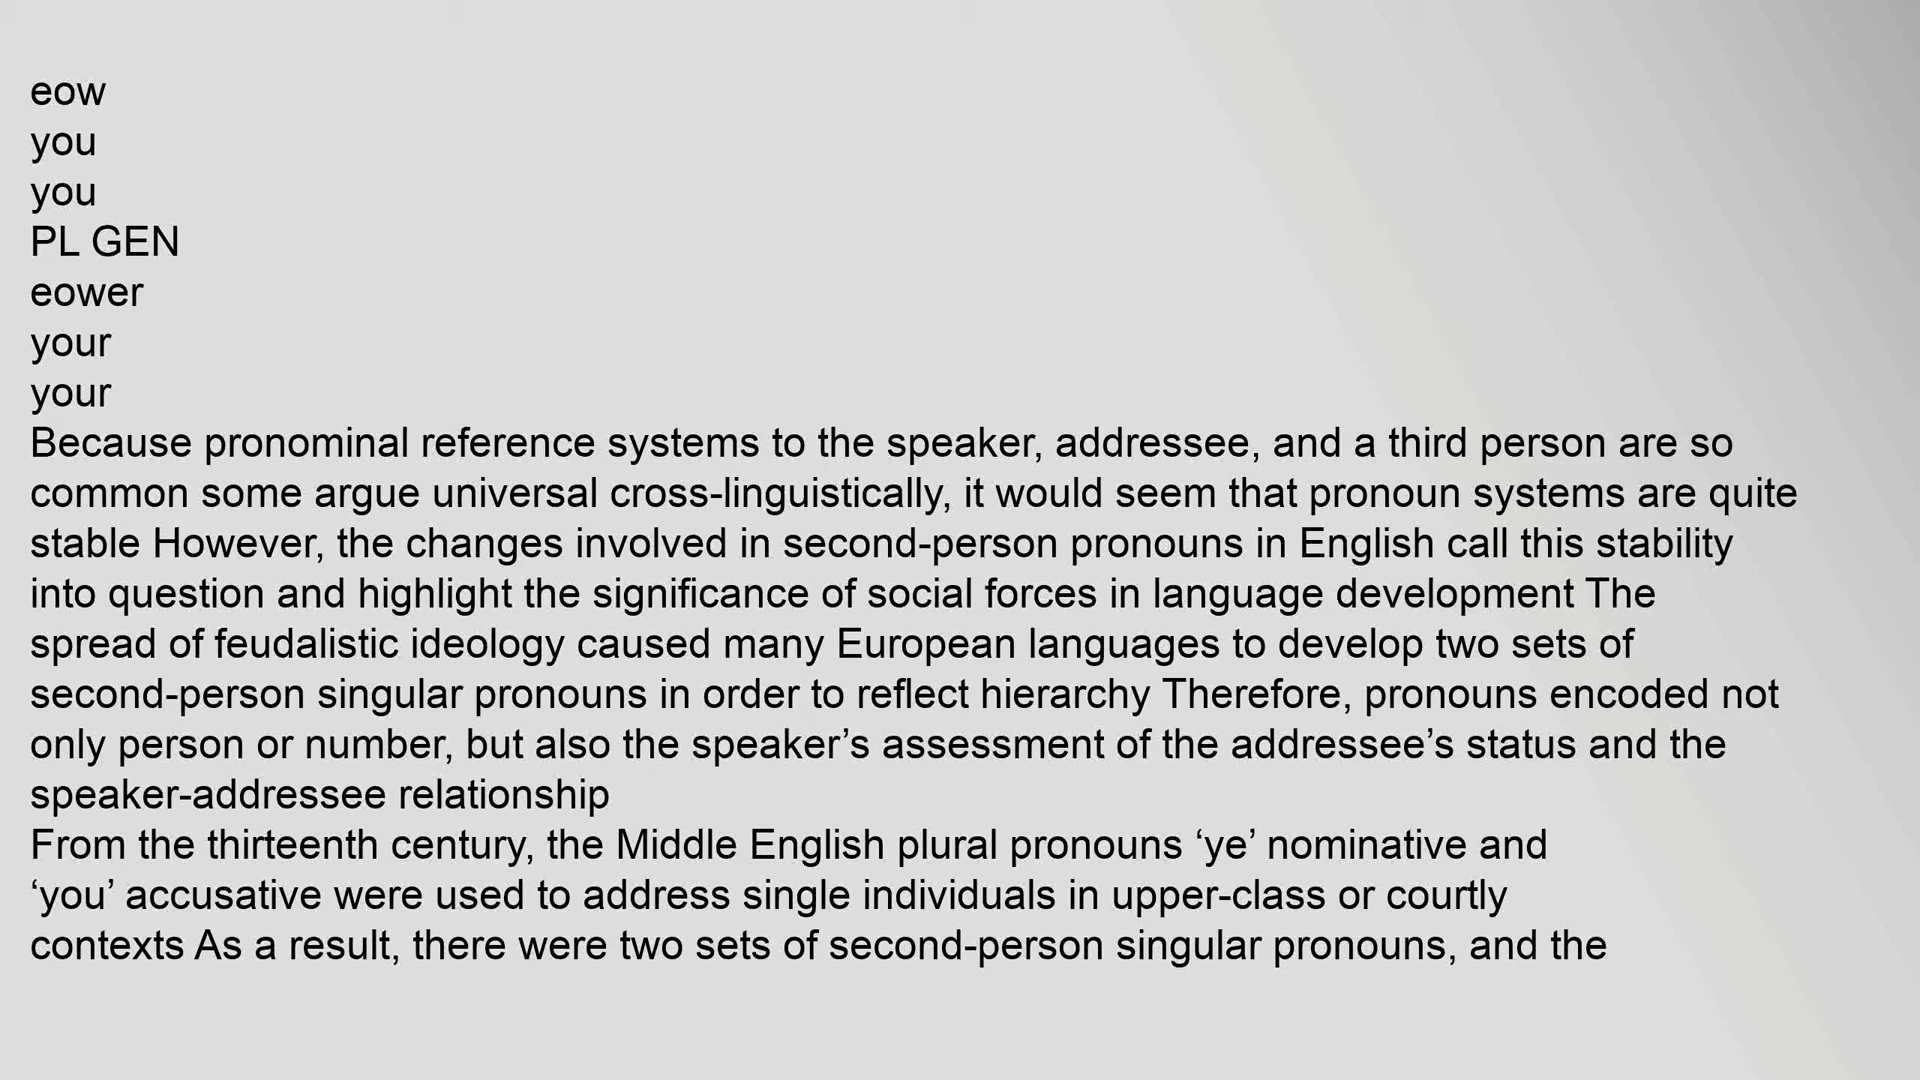 eow
you
you
PL GEN
eower
your
your
Because pronominal reference systems to the speaker, addressee, and a third person are so
common some argue universal cross-linguistically, it would seem that pronoun systems are quite
stable However, the changes involved in second-person pronouns in English call this stability
into question and highlight the significance of social forces in language development The
spread of feudalistic ideology caused many European languages to develop two sets of
second-person singular pronouns in order to reflect hierarchy Therefore, pronouns encoded not
only person or number, but also the speaker’s assessment of the addressee’s status and the
speaker-addressee relationship
From the thirteenth century, the Middle English plural pronouns ‘ye’ nominative and
‘you’ accusative were used to address single individuals in upper-class or courtly
contexts As a result, there were two sets of second-person singular pronouns, and the